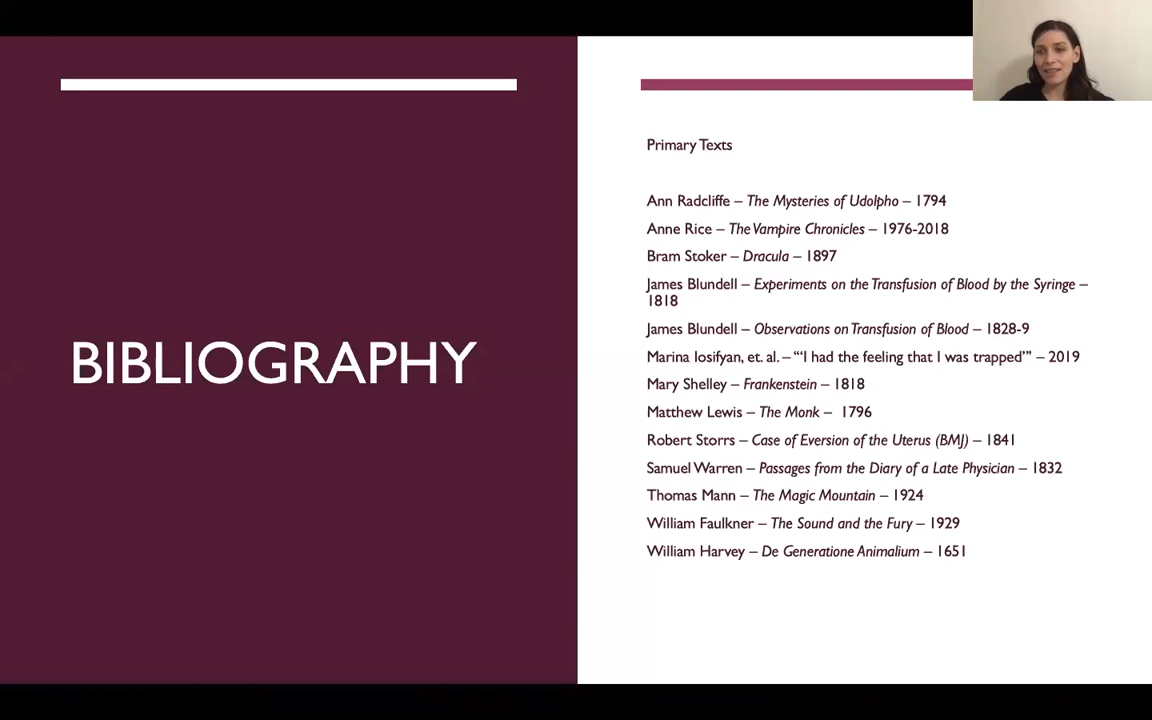 BIBLIOGRAPHY
Primary Texts
Ann Radcliffe – The Mysteries of Udolpho – 1794
Anne Rice – The Vampire Chronicles – 1976-2018
Bram Stoker – Dracula – 1897
James Blundell – Experiments on the Transfusion of Blood by the Syringe –
1818
James Blundell – Observations on Transfusion of Blood – 1828-9
Marina Iosifyan, et. al. – “‘I had the feeling that I was trapped’” – 2019
Mary Shelley – Frankenstein – 1818
Matthew Lewis – The Monk – 1796
Robert Storrs – Case of Eversion of the Uterus (BMJ) – 1841
Samuel Warren – Passages from the Diary of a Late Physician – 1832
Thomas Mann – The Magic Mountain – 1924
William Faulkner – The Sound and the Fury – 1929
William Harvey – De Generatione Animalium – 1651